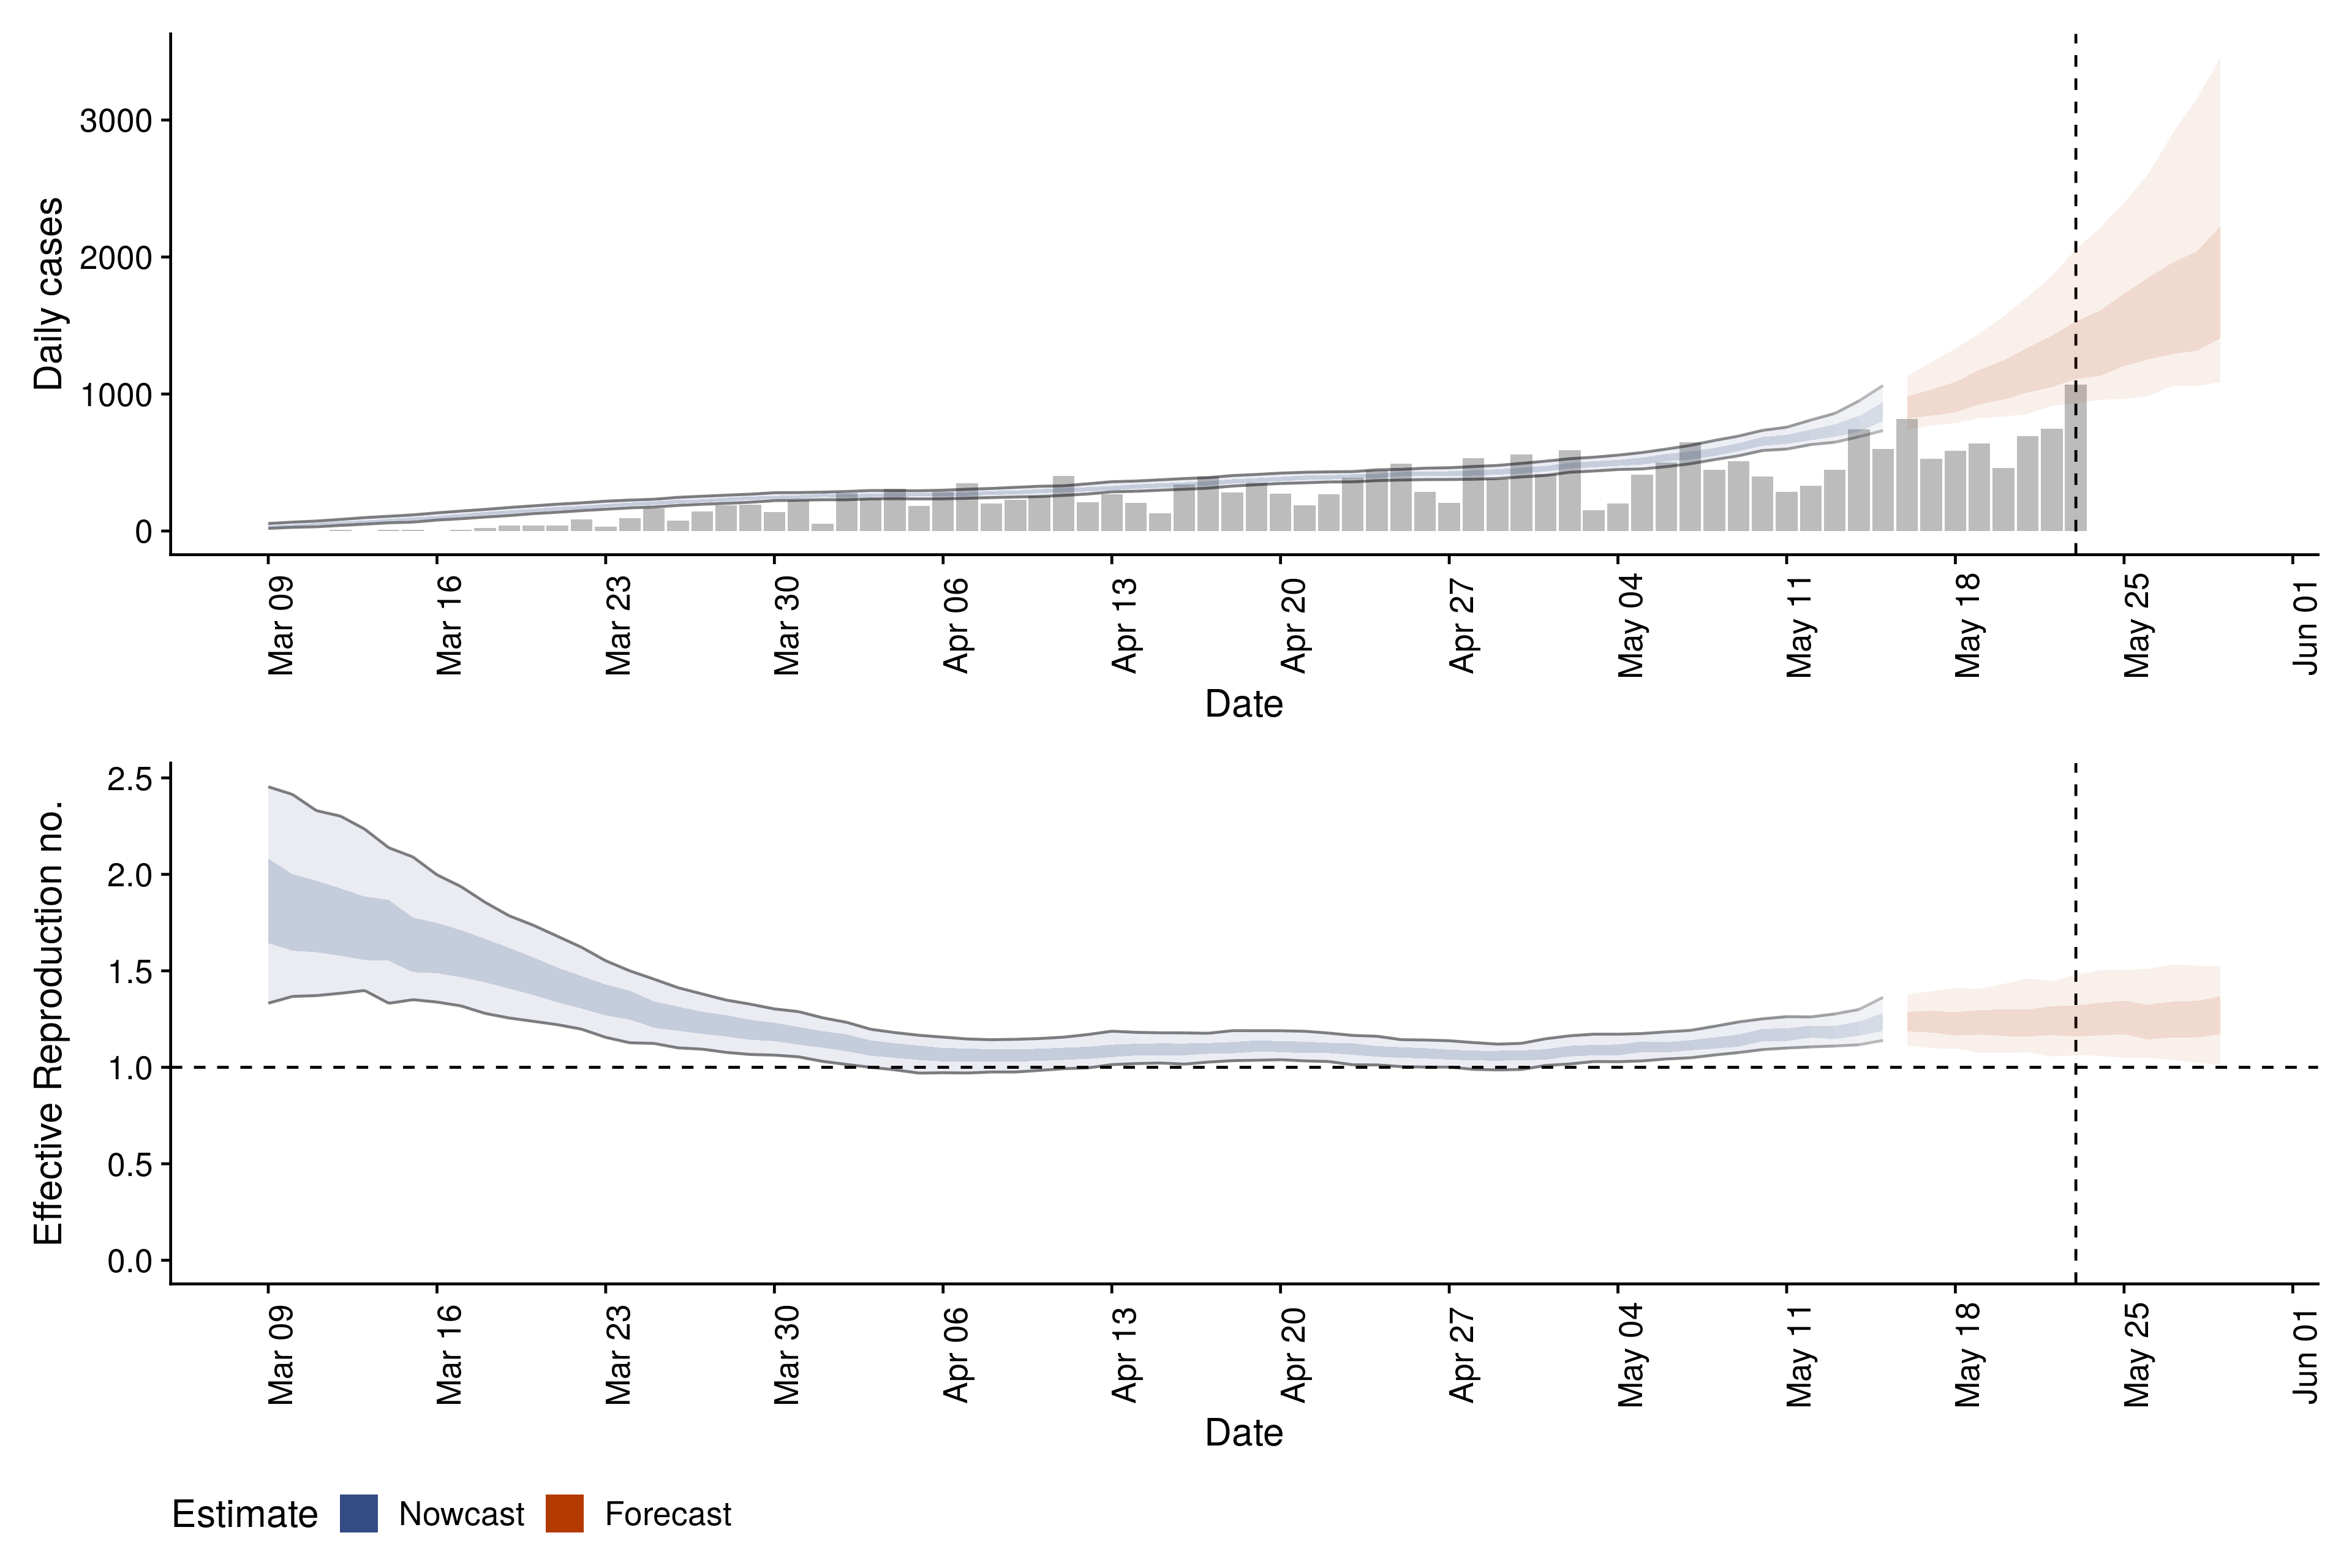 Daily cases
3000
2000
1000
0
Mar 09 Mar 16 Mar 23 Mar 30 Apr 06 Apr 13 Apr 20 Apr 27 May 04 May 11 May 18 May 25 Jun 01
Date
Effective Reproduction no.
2.5
2.0
1.5
1.0
0.5
0.0
Mar 09 Mar 16 Mar 23 Mar 30 Apr 06 Apr 13 Apr 20 Apr 27 May 04 May 11 May 18 May 25 Jun 01
Date
Estimate Nowcast Forecast